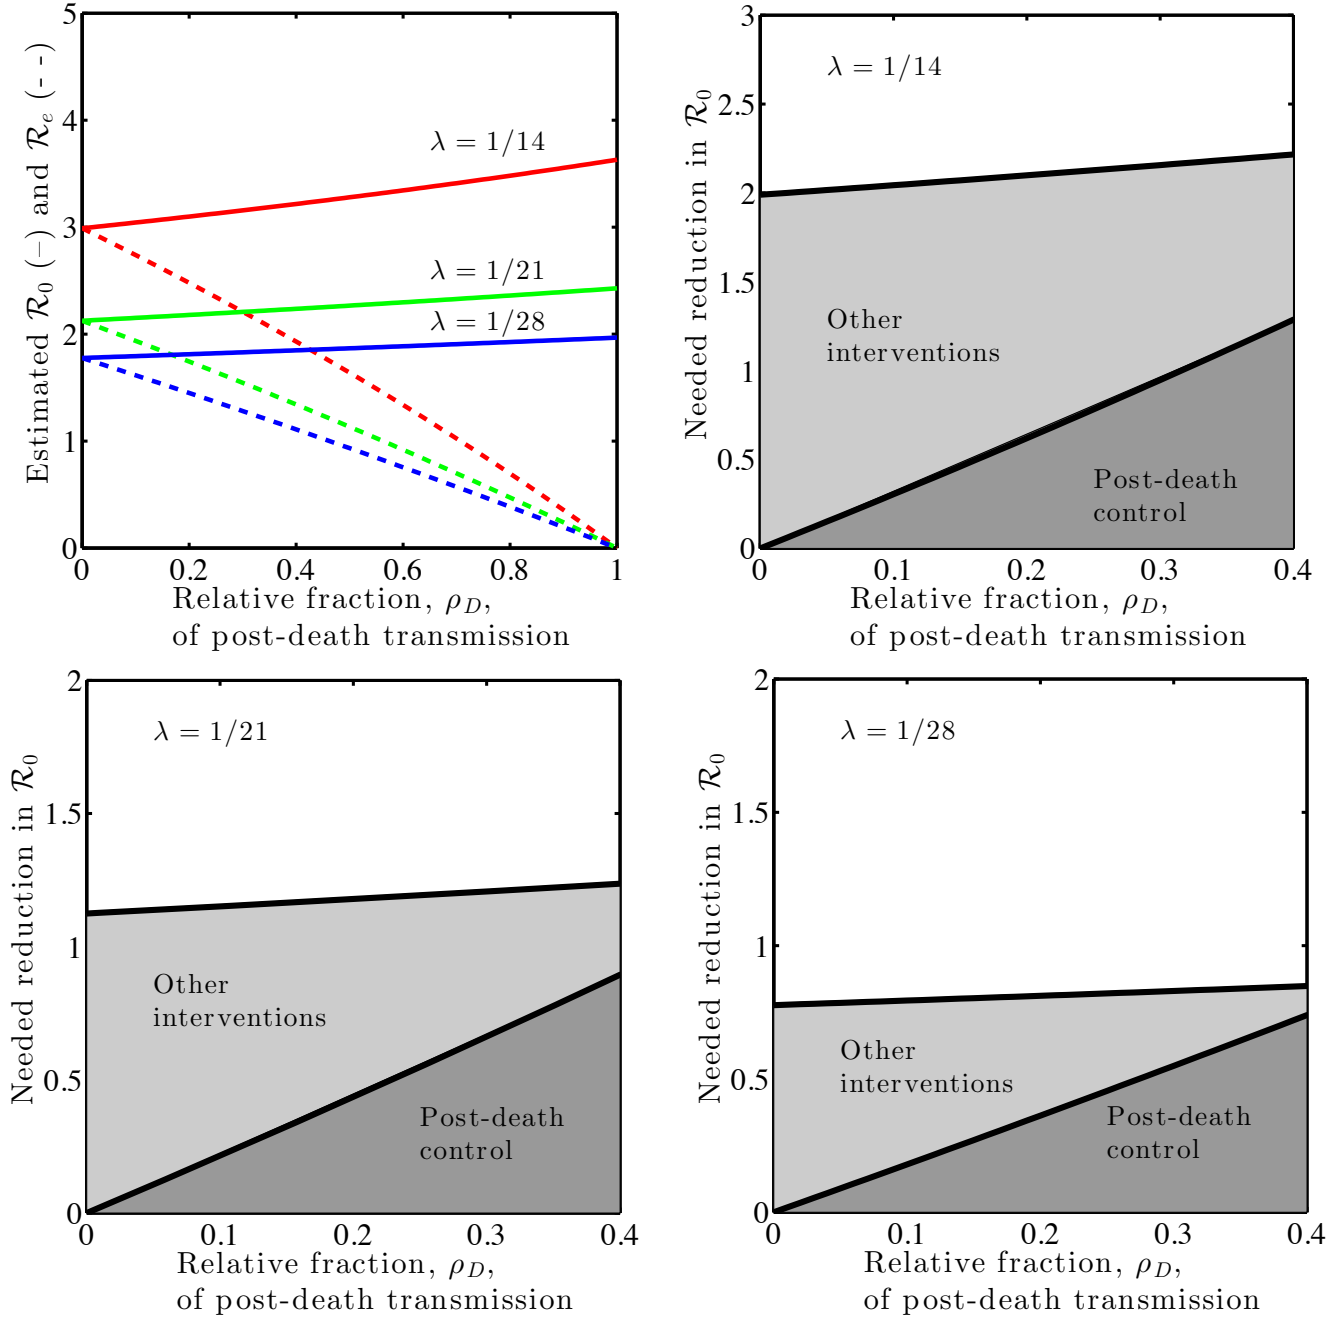 Estimated R₀ (–) and Rₑ (- -)
5
4
3
2
1
0
λ = 1/14
λ = 1/21
λ = 1/28
0 0.2 0.4 0.6 0.8 1
Relative fraction, ρ_D,
of post-death transmission
Needed reduction in R₀
3
2.5
2
1.5
1
0.5
0
λ = 1/14
Other
interventions
Post-death
control
0 0.1 0.2 0.3 0.4
Relative fraction, ρ_D,
of post-death transmission
Needed reduction in R₀
2
1.5
1
0.5
0
λ = 1/21
Other
interventions
Post-death
control
0 0.1 0.2 0.3 0.4
Relative fraction, ρ_D,
of post-death transmission
Needed reduction in R₀
2
1.5
1
0.5
0
λ = 1/28
Other
interventions
Post-death
control
0 0.1 0.2 0.3 0.4
Relative fraction, ρ_D,
of post-death transmission